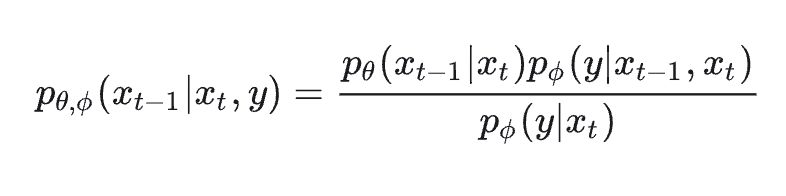 p_{θ,ϕ}(x_{t−1}|x_t, y) = \frac{p_θ(x_{t−1}|x_t)p_ϕ(y|x_{t−1}, x_t)}{p_ϕ(y|x_t)}